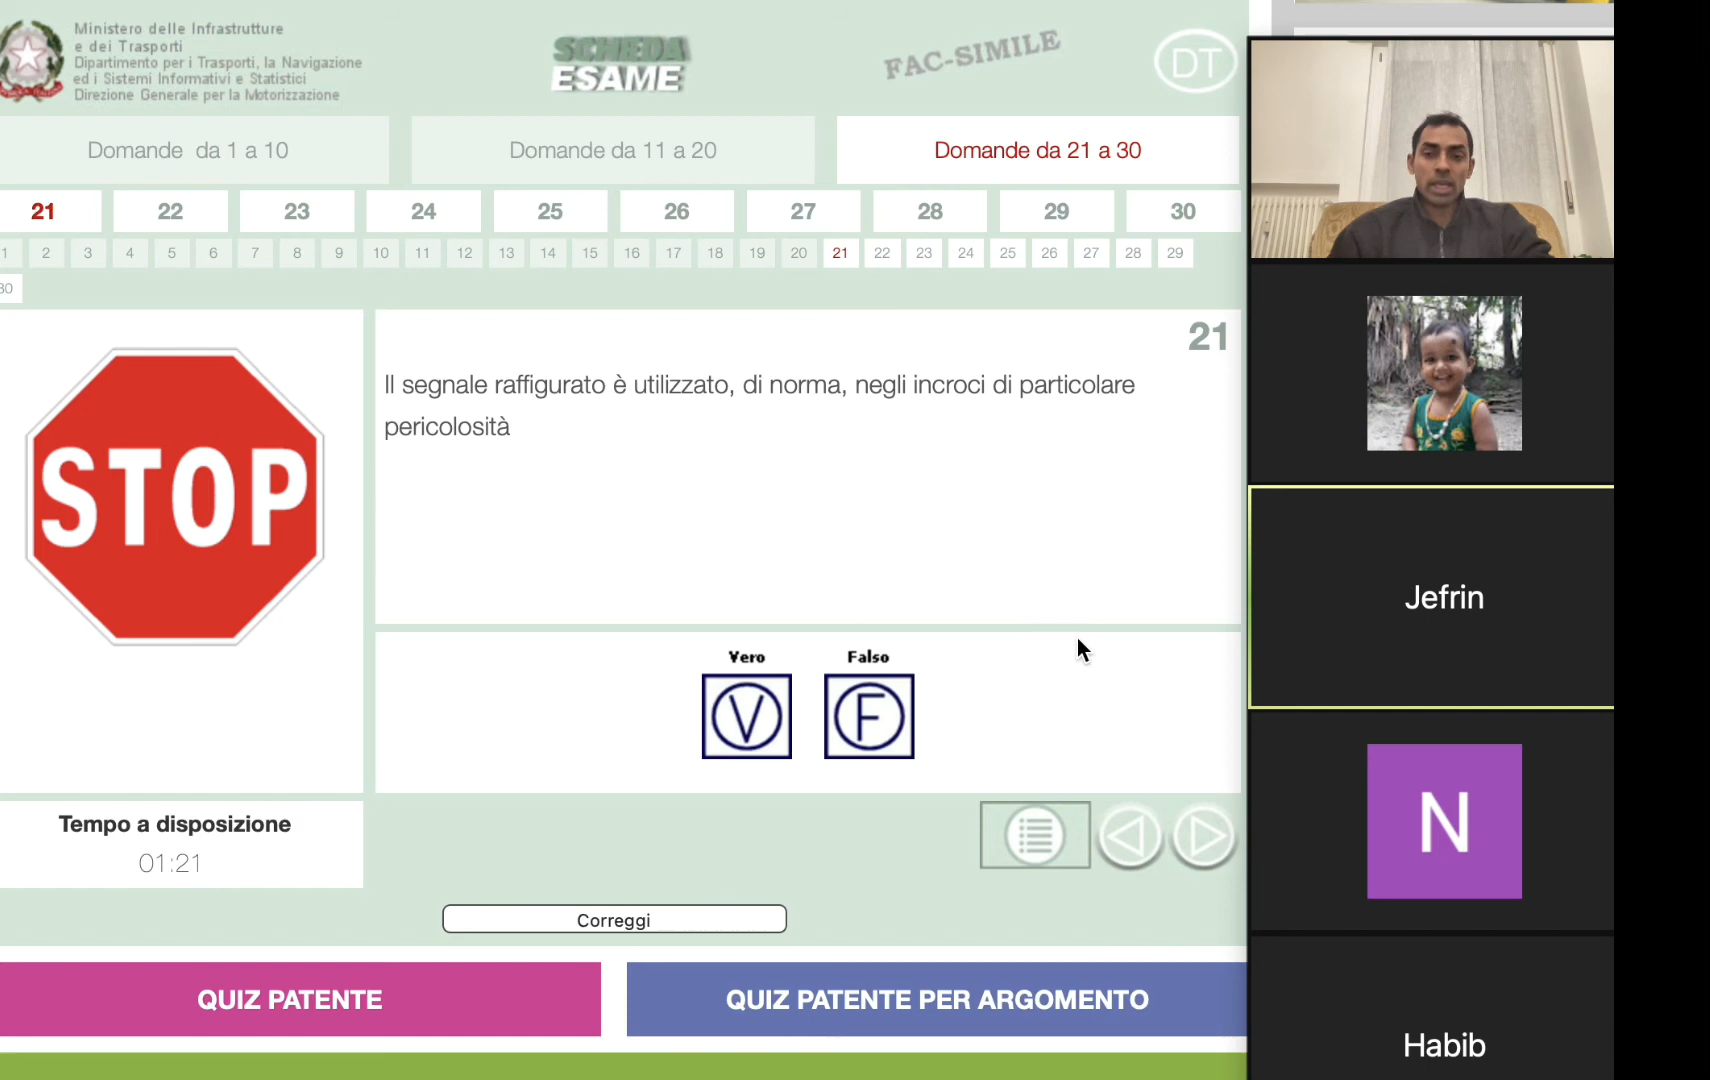 Ministero delle Infrastrutture
e dei Trasporti
Dipartimento per i Trasporti, la Navigazione
ed i Sistemi Informativi e Statistici
Direzione Generale per la Motorizzazione
SCHEDA
ESAME
FAC-SIMILE
DT
Domande da 1 a 10
Domande da 11 a 20
Domande da 21 a 30
21 22 23 24 25 26 27 28 29 30
1 2 3 4 5 6 7 8 9 10 11 12 13 14 15 16 17 18 19 20 21 22 23 24 25 26 27 28 29
30
STOP
21
Il segnale raffigurato è utilizzato, di norma, negli incroci di particolare
pericolosità
Vero Falso
V F
Tempo a disposizione
01:21
Correggi
QUIZ PATENTE
QUIZ PATENTE PER ARGOMENTO
Jefrin
N
Habib